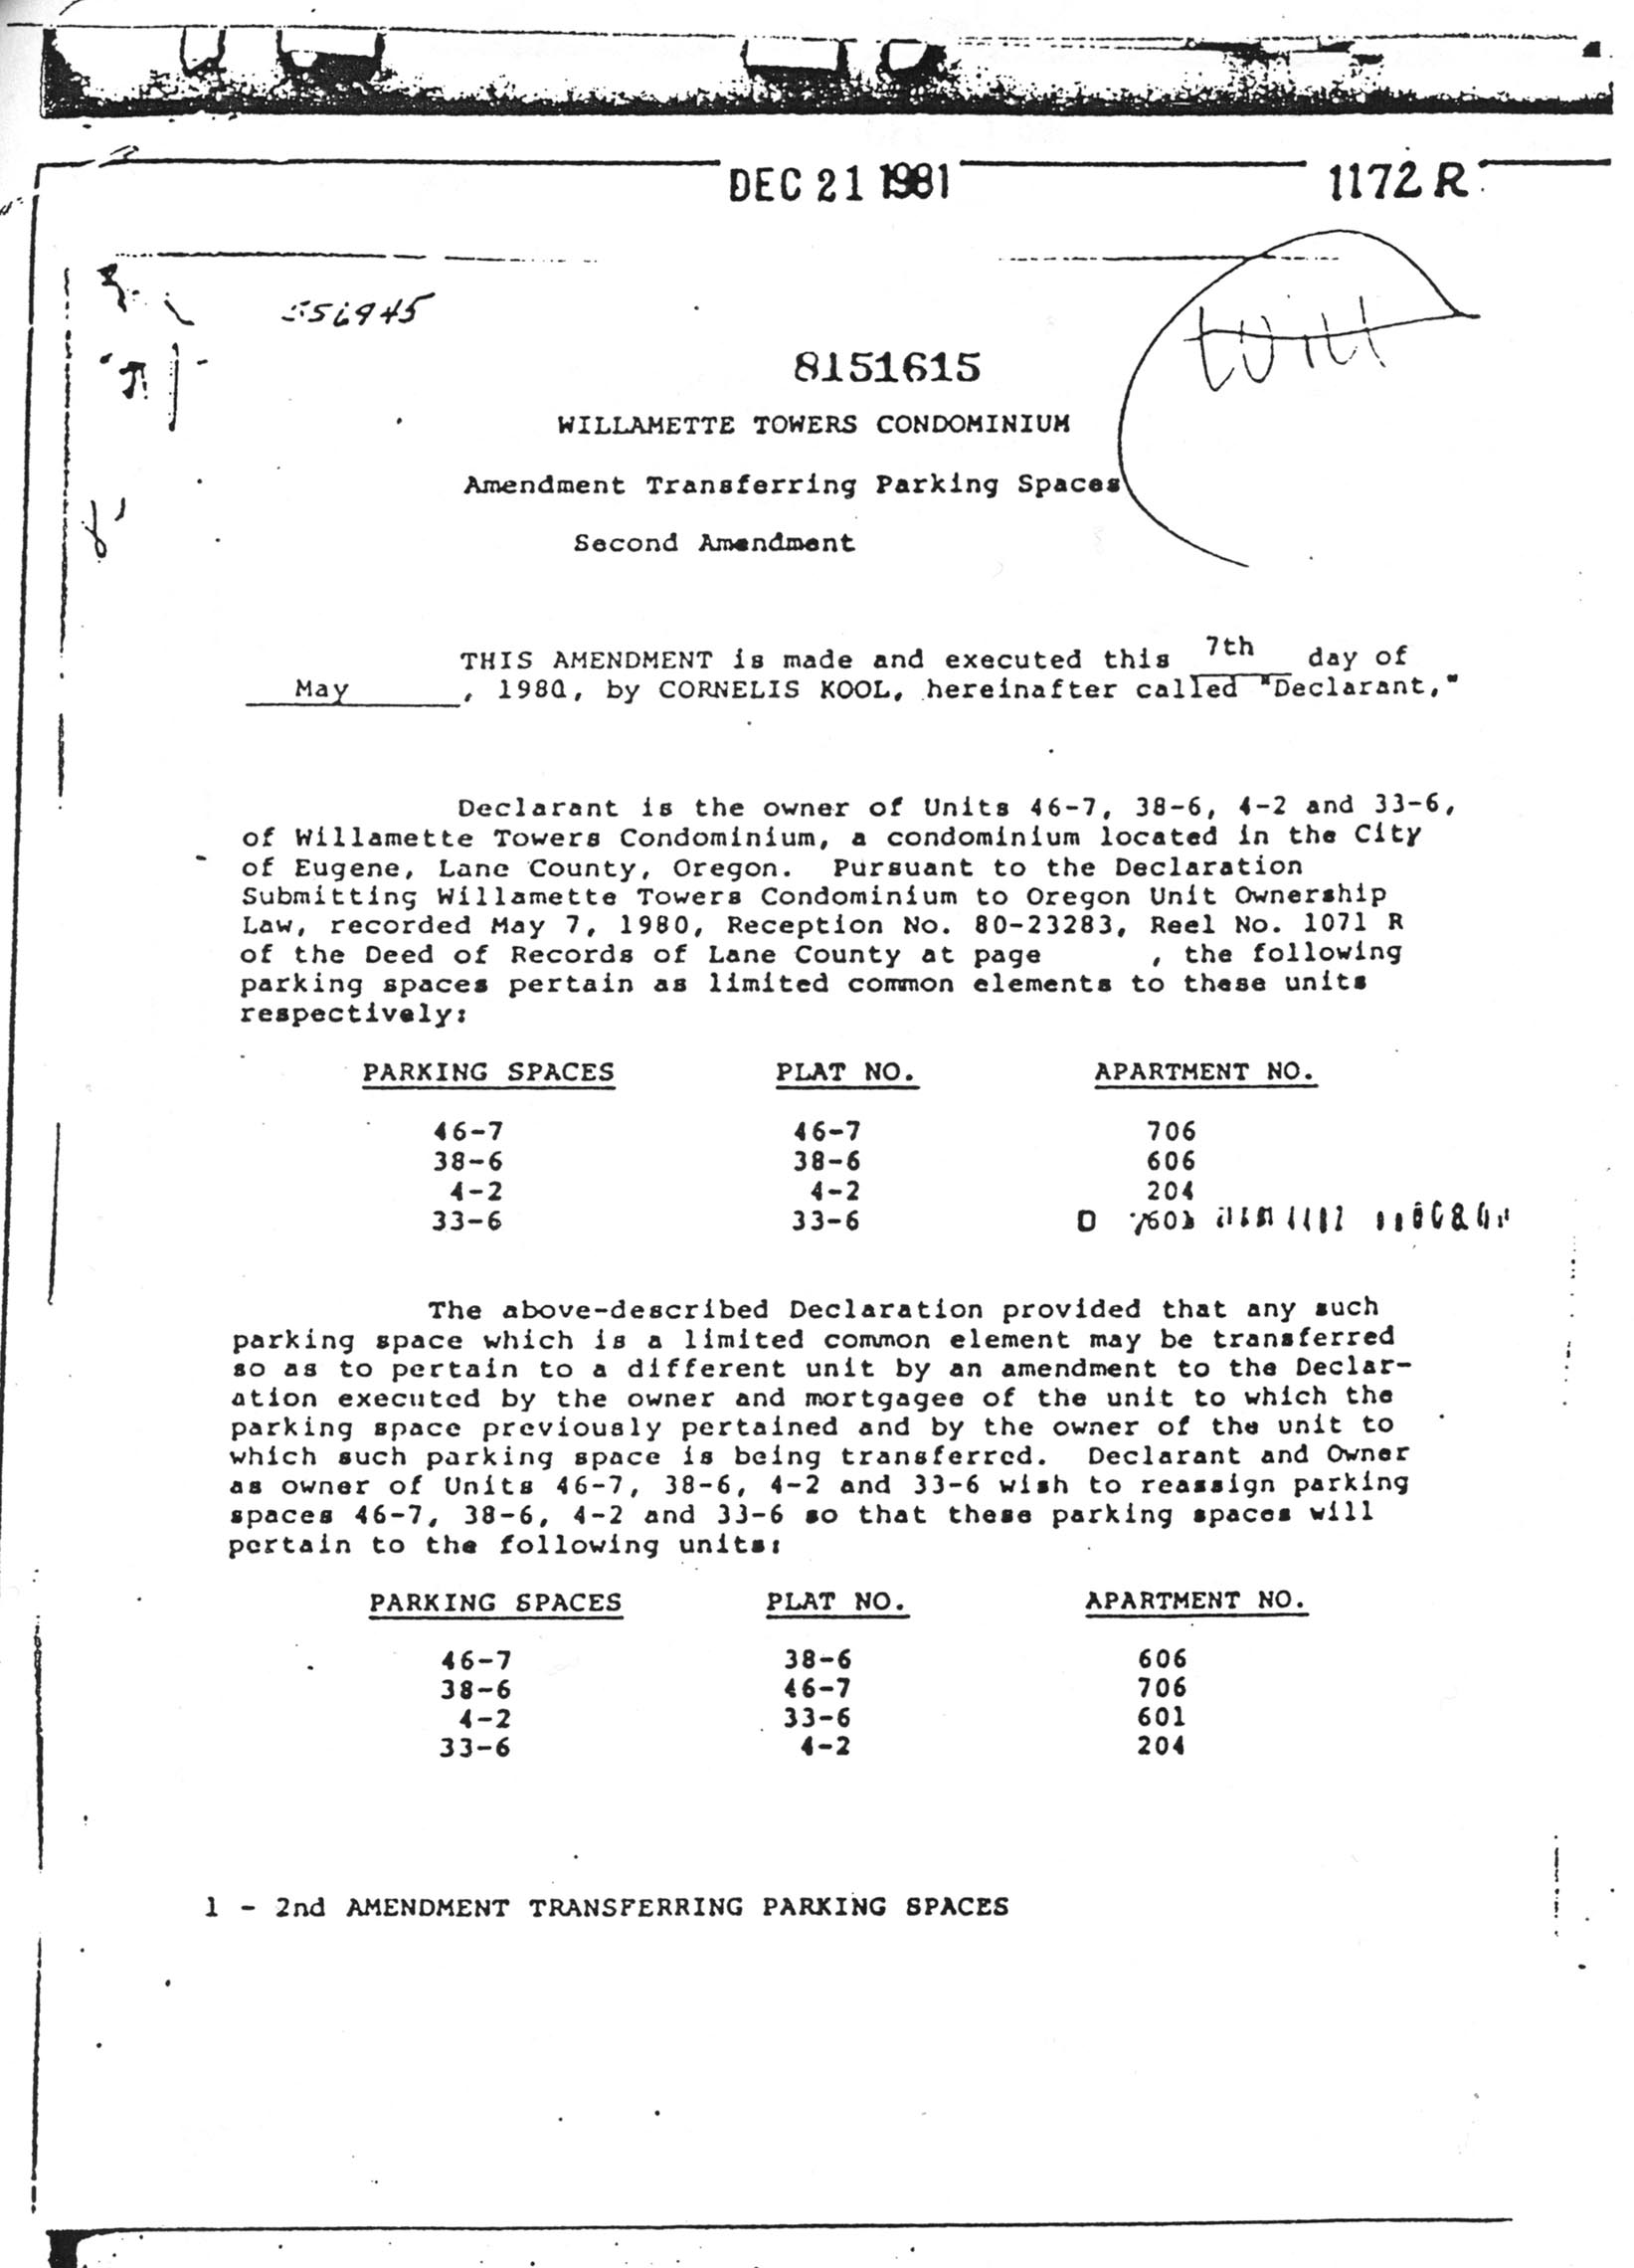 DEC 21 1981 1172 R
8151615
WILLAMETTE TOWERS CONDOMINIUM
Amendment Transferring Parking Spaces
Second Amendment
THIS AMENDMENT is made and executed this 7th day of
May , 1980, by CORNELIS KOOL, hereinafter called "Declarant,"
Declarant is the owner of Units 46-7, 38-6, 4-2 and 33-6,
of Willamette Towers Condominium, a condominium located in the City
of Eugene, Lane County, Oregon. Pursuant to the Declaration
Submitting Willamette Towers Condominium to Oregon Unit Ownership
Law, recorded May 7, 1980, Reception No. 80-23283, Reel No. 1071 R
of the Deed of Records of Lane County at page , the following
parking spaces pertain as limited common elements to these units
respectively:
PARKING SPACES PLAT NO. APARTMENT NO.
46-7 46-7 706
38-6 38-6 606
4-2 4-2 204
33-6 33-6
The above-described Declaration provided that any such
parking space which is a limited common element may be transferred
so as to pertain to a different unit by an amendment to the Declar-
ation executed by the owner and mortgagee of the unit to which the
parking space previously pertained and by the owner of the unit to
which such parking space is being transferred. Declarant and Owner
as owner of Units 46-7, 38-6, 4-2 and 33-6 wish to reassign parking
spaces 46-7, 38-6, 4-2 and 33-6 so that these parking spaces will
pertain to the following units:
PARKING SPACES PLAT NO. APARTMENT NO.
46-7 38-6 606
38-6 46-7 706
4-2 33-6 601
33-6 4-2 204
1 - 2nd AMENDMENT TRANSFERRING PARKING SPACES